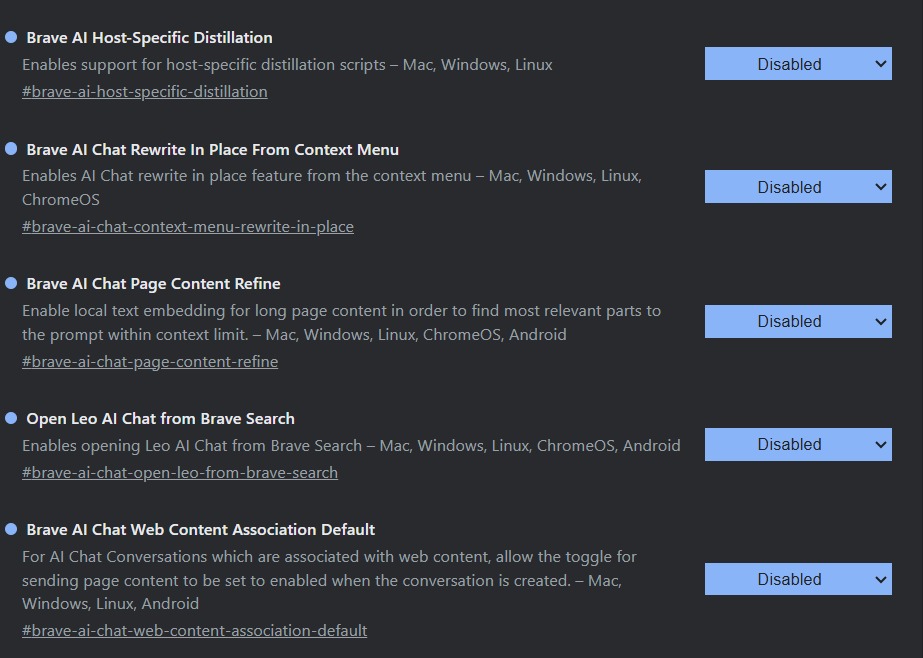 Brave AI Host-Specific Distillation
Enables support for host-specific distillation scripts – Mac, Windows, Linux
#brave-ai-host-specific-distillation
Disabled
Brave AI Chat Rewrite In Place From Context Menu
Enables AI Chat rewrite in place feature from the context menu – Mac, Windows, Linux,
ChromeOS
#brave-ai-chat-context-menu-rewrite-in-place
Disabled
Brave AI Chat Page Content Refine
Enable local text embedding for long page content in order to find most relevant parts to
the prompt within context limit. – Mac, Windows, Linux, ChromeOS, Android
#brave-ai-chat-page-content-refine
Disabled
Open Leo AI Chat from Brave Search
Enables opening Leo AI Chat from Brave Search – Mac, Windows, Linux, ChromeOS, Android
#brave-ai-chat-open-leo-from-brave-search
Disabled
Brave AI Chat Web Content Association Default
For AI Chat Conversations which are associated with web content, allow the toggle for
sending page content to be set to enabled when the conversation is created. – Mac,
Windows, Linux, Android
#brave-ai-chat-web-content-association-default
Disabled